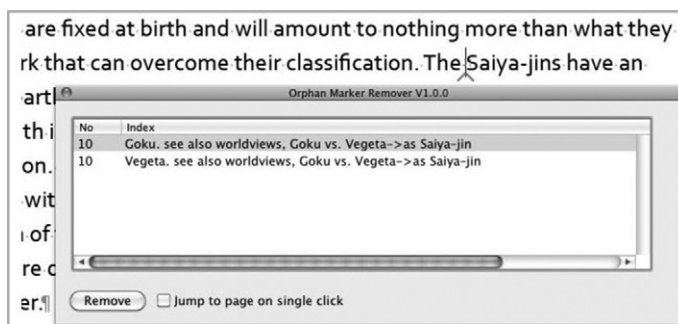 are fixed at birth and will amount to nothing more than what they
rk that can overcome their classification. The Saiya-jins have an
Orphan Marker Remover V1.0.0
No Index
10 Goku. see also worldviews, Goku vs. Vegeta->as Saiya-jin
10 Vegeta. see also worldviews, Goku vs. Vegeta->as Saiya-jin
th i
on.
wit
of
er.¶
Remove Jump to page on single click